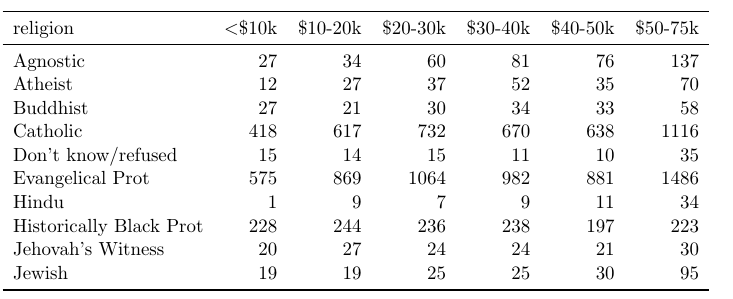 religion <$10k $10-20k $20-30k $30-40k $40-50k $50-75k
Agnostic 27 34 60 81 76 137
Atheist 12 27 37 52 35 70
Buddhist 27 21 30 34 33 58
Catholic 418 617 732 670 638 1116
Don't know/refused 15 14 15 11 10 35
Evangelical Prot 575 869 1064 982 881 1486
Hindu 1 9 7 9 11 34
Historically Black Prot 228 244 236 238 197 223
Jehovah's Witness 20 27 24 24 21 30
Jewish 19 19 25 25 30 95